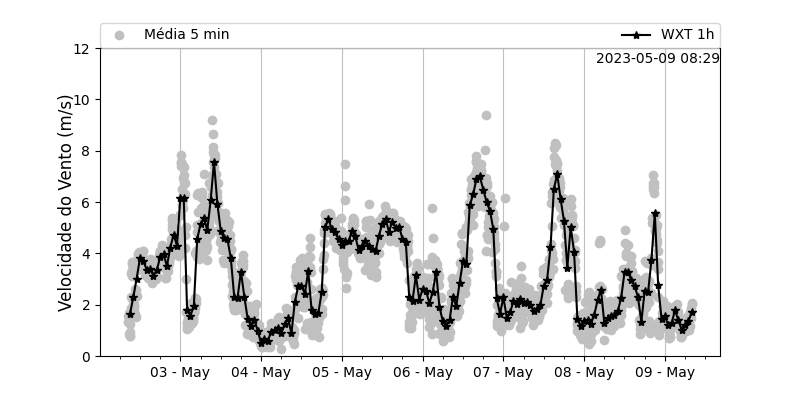 Média 5 min
WXT 1h
2023-05-09 08:29
Velocidade do Vento (m/s)
12
10
8
6
4
2
0
03 - May
04 - May
05 - May
06 - May
07 - May
08 - May
09 - May